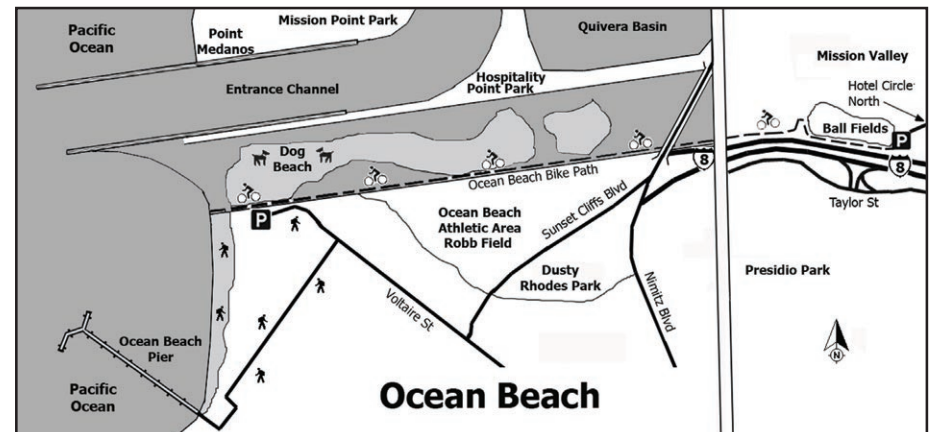 Pacific
Ocean
Point
Medanos
Mission Point Park
Quivera Basin
Mission Valley
Hotel Circle
North
Entrance Channel
Hospitality
Point Park
Ball Fields
P
Dog
Beach
8
8
Ocean Beach Bike Path
Taylor St
P
Ocean Beach
Athletic Area
Robb Field
Sunset Cliffs Blvd
Dusty
Rhodes Park
Presidio Park
Voltaire St
Nimitz Blvd
Ocean Beach
Pier
N
Pacific
Ocean
Ocean Beach